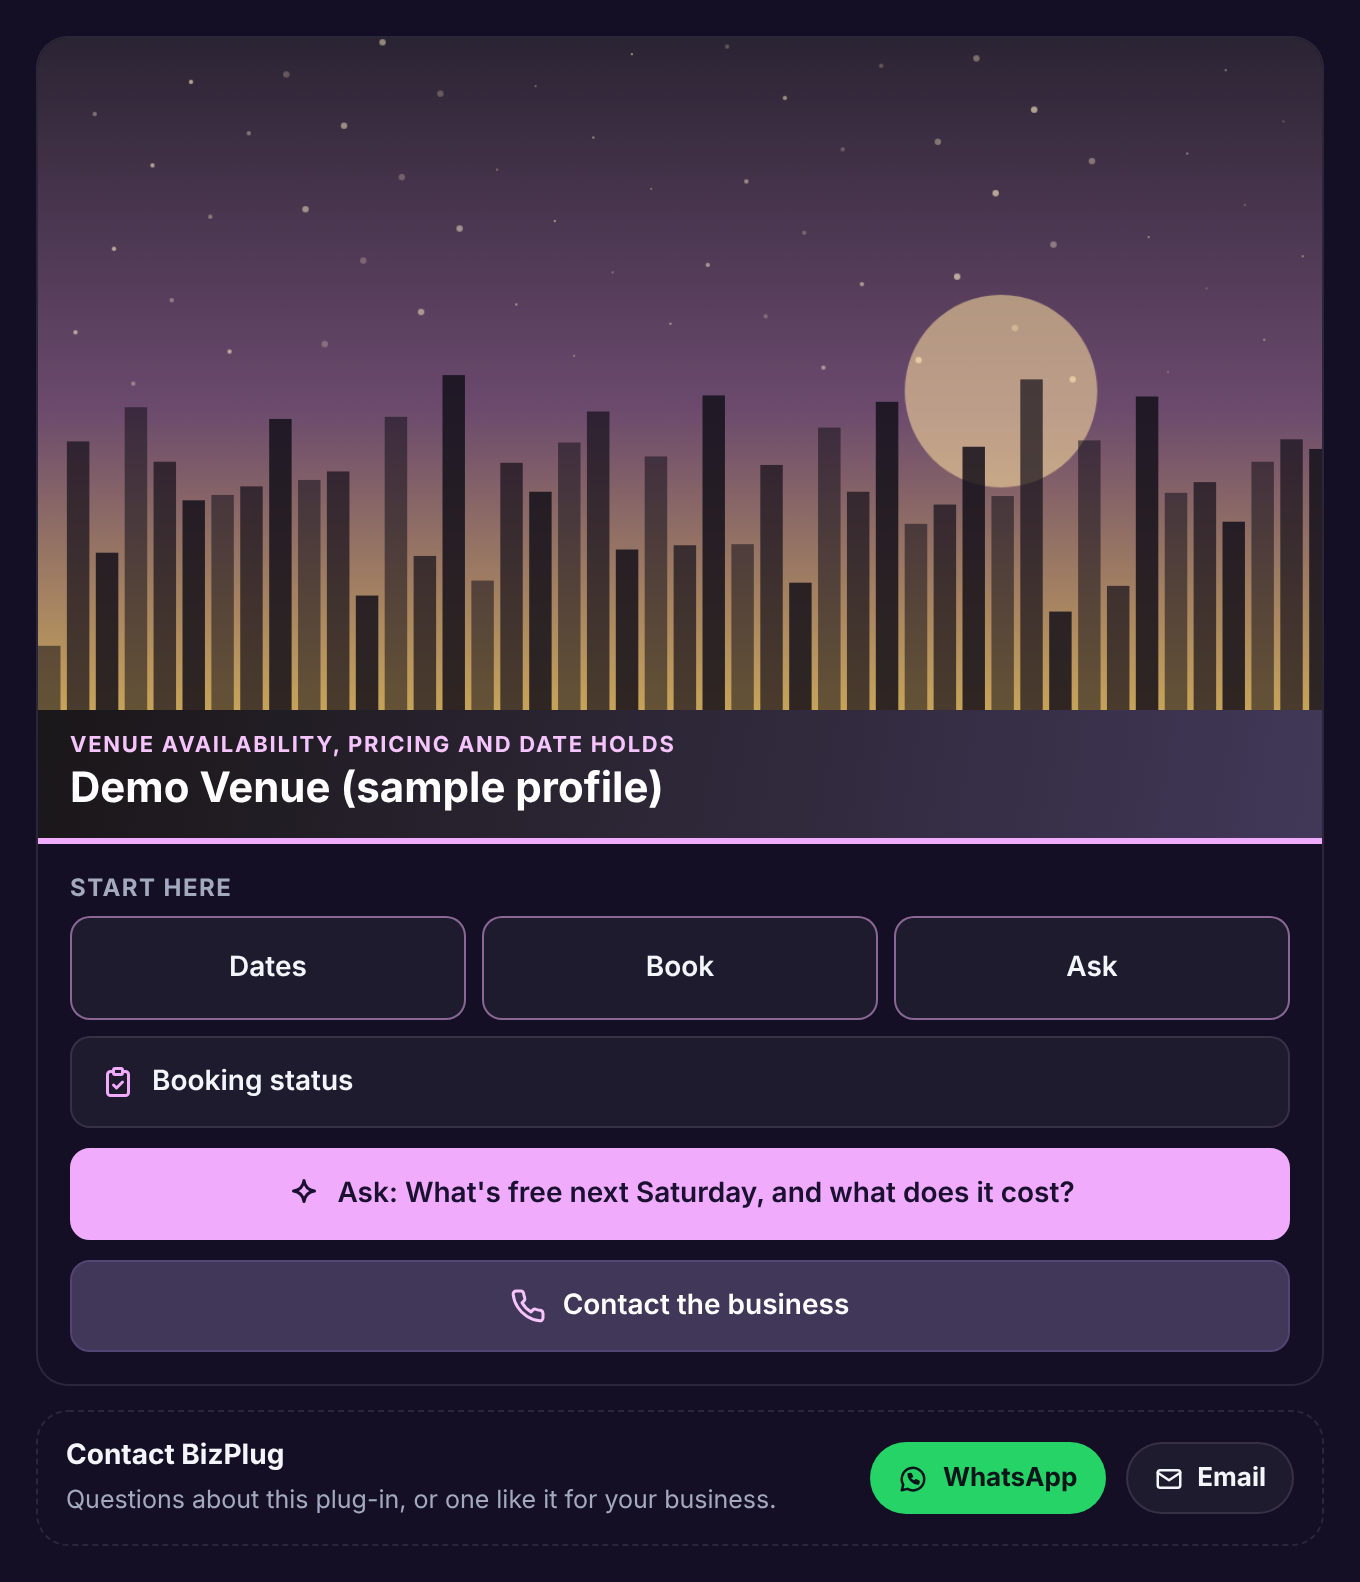 VENUE AVAILABILITY, PRICING AND DATE HOLDS
Demo Venue (sample profile)
START HERE
Dates
Book
Ask
Booking status
Ask: What's free next Saturday, and what does it cost?
Contact the business
Contact BizPlug
Questions about this plug-in, or one like it for your business.
WhatsApp
Email